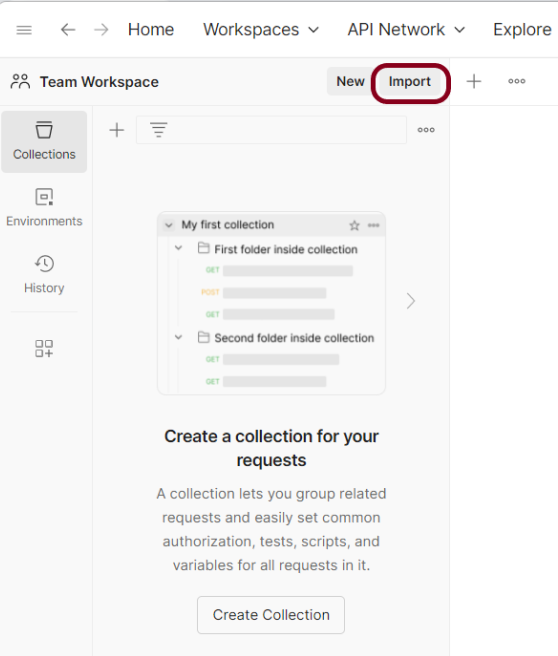 Home Workspaces API Network Explore
Team Workspace New Import
Collections
Environments
History
My first collection
First folder inside collection
GET
POST
GET
Second folder inside collection
GET
GET
Create a collection for your
requests
A collection lets you group related
requests and easily set common
authorization, tests, scripts, and
variables for all requests in it.
Create Collection